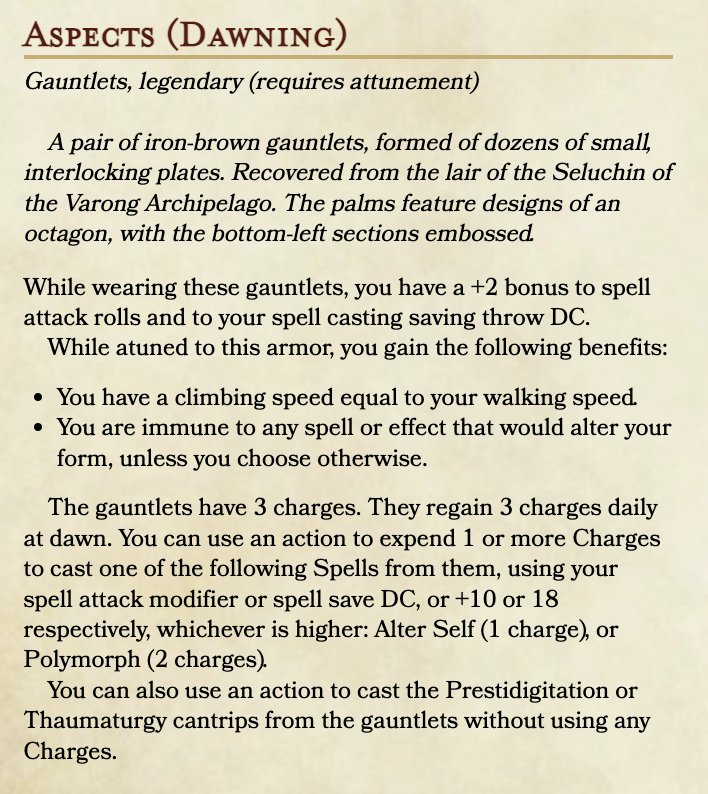 Aspects (Dawning)
Gauntlets, legendary (requires attunement)
A pair of iron-brown gauntlets, formed of dozens of small,
interlocking plates. Recovered from the lair of the Seluchin of
the Varong Archipelago. The palms feature designs of an
octagon, with the bottom-left sections embossed.
While wearing these gauntlets, you have a +2 bonus to spell
attack rolls and to your spell casting saving throw DC.
While atuned to this armor, you gain the following benefits:
• You have a climbing speed equal to your walking speed.
• You are immune to any spell or effect that would alter your
form, unless you choose otherwise.
The gauntlets have 3 charges. They regain 3 charges daily
at dawn. You can use an action to expend 1 or more Charges
to cast one of the following Spells from them, using your
spell attack modifier or spell save DC, or +10 or 18
respectively, whichever is higher: Alter Self (1 charge), or
Polymorph (2 charges).
You can also use an action to cast the Prestidigitation or
Thaumaturgy cantrips from the gauntlets without using any
Charges.